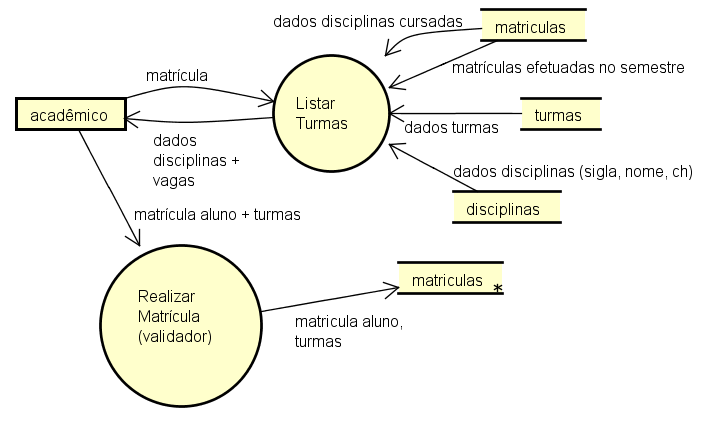 dados disciplinas cursadas
matriculas
matrícula
matrículas efetuadas no semestre
Listar
Turmas
acadêmico
turmas
dados turmas
dados
disciplinas +
vagas
dados disciplinas (sigla, nome, ch)
disciplinas
matrícula aluno + turmas
matriculas *
Realizar
Matrícula
(validador)
matricula aluno,
turmas